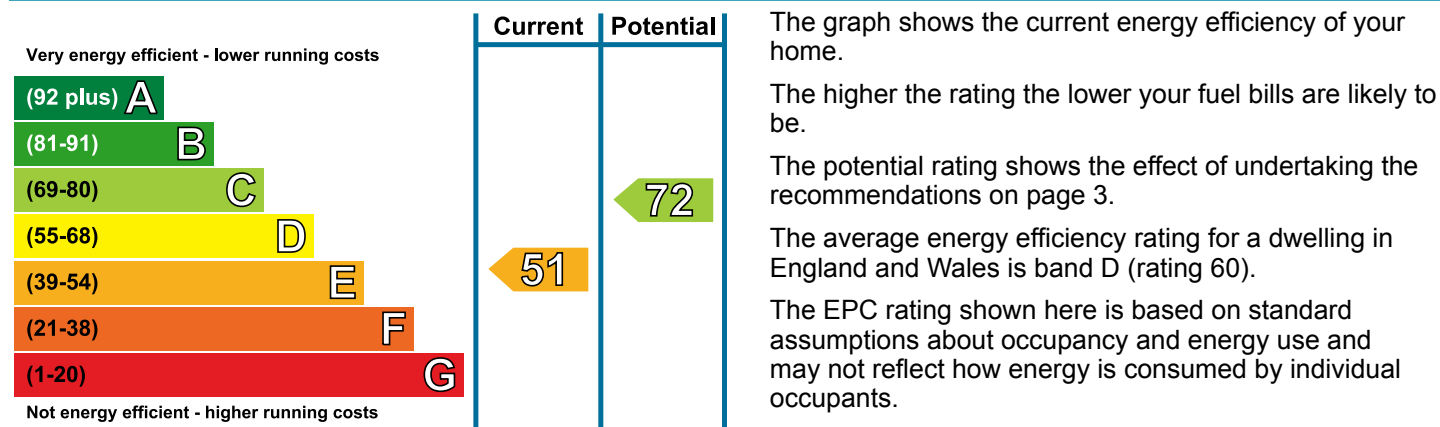 Current Potential
Very energy efficient - lower running costs
(92 plus) A
(81-91) B
(69-80) C
72
(55-68) D
(39-54) E
51
(21-38) F
(1-20) G
Not energy efficient - higher running costs
The graph shows the current energy efficiency of your
home.
The higher the rating the lower your fuel bills are likely to
be.
The potential rating shows the effect of undertaking the
recommendations on page 3.
The average energy efficiency rating for a dwelling in
England and Wales is band D (rating 60).
The EPC rating shown here is based on standard
assumptions about occupancy and energy use and
may not reflect how energy is consumed by individual
occupants.